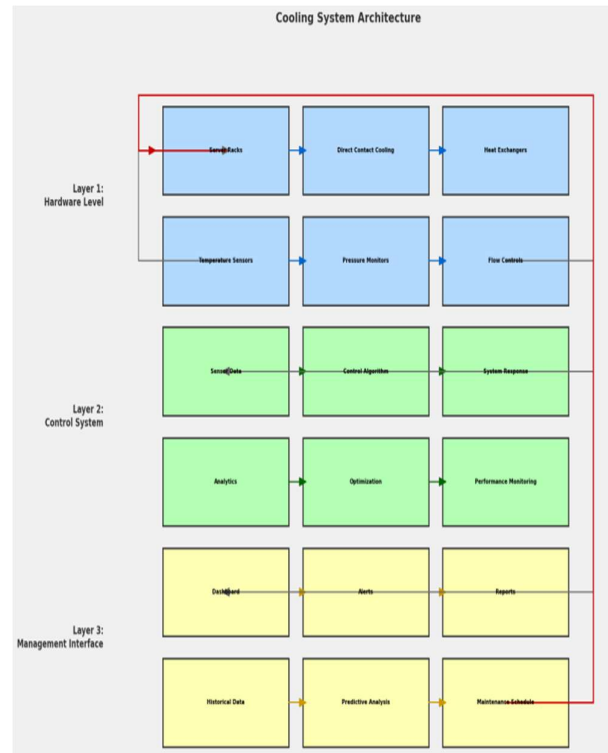 Cooling System Architecture
Server Racks
Direct Contact Cooling
Heat Exchangers
Layer 1:
Hardware Level
Temperature Sensors
Pressure Monitors
Flow Controls
Sensor Data
Control Algorithm
System Response
Layer 2:
Control System
Analytics
Optimization
Performance Monitoring
Dashboard
Alerts
Reports
Layer 3:
Management Interface
Historical Data
Predictive Analysis
Maintenance Schedule